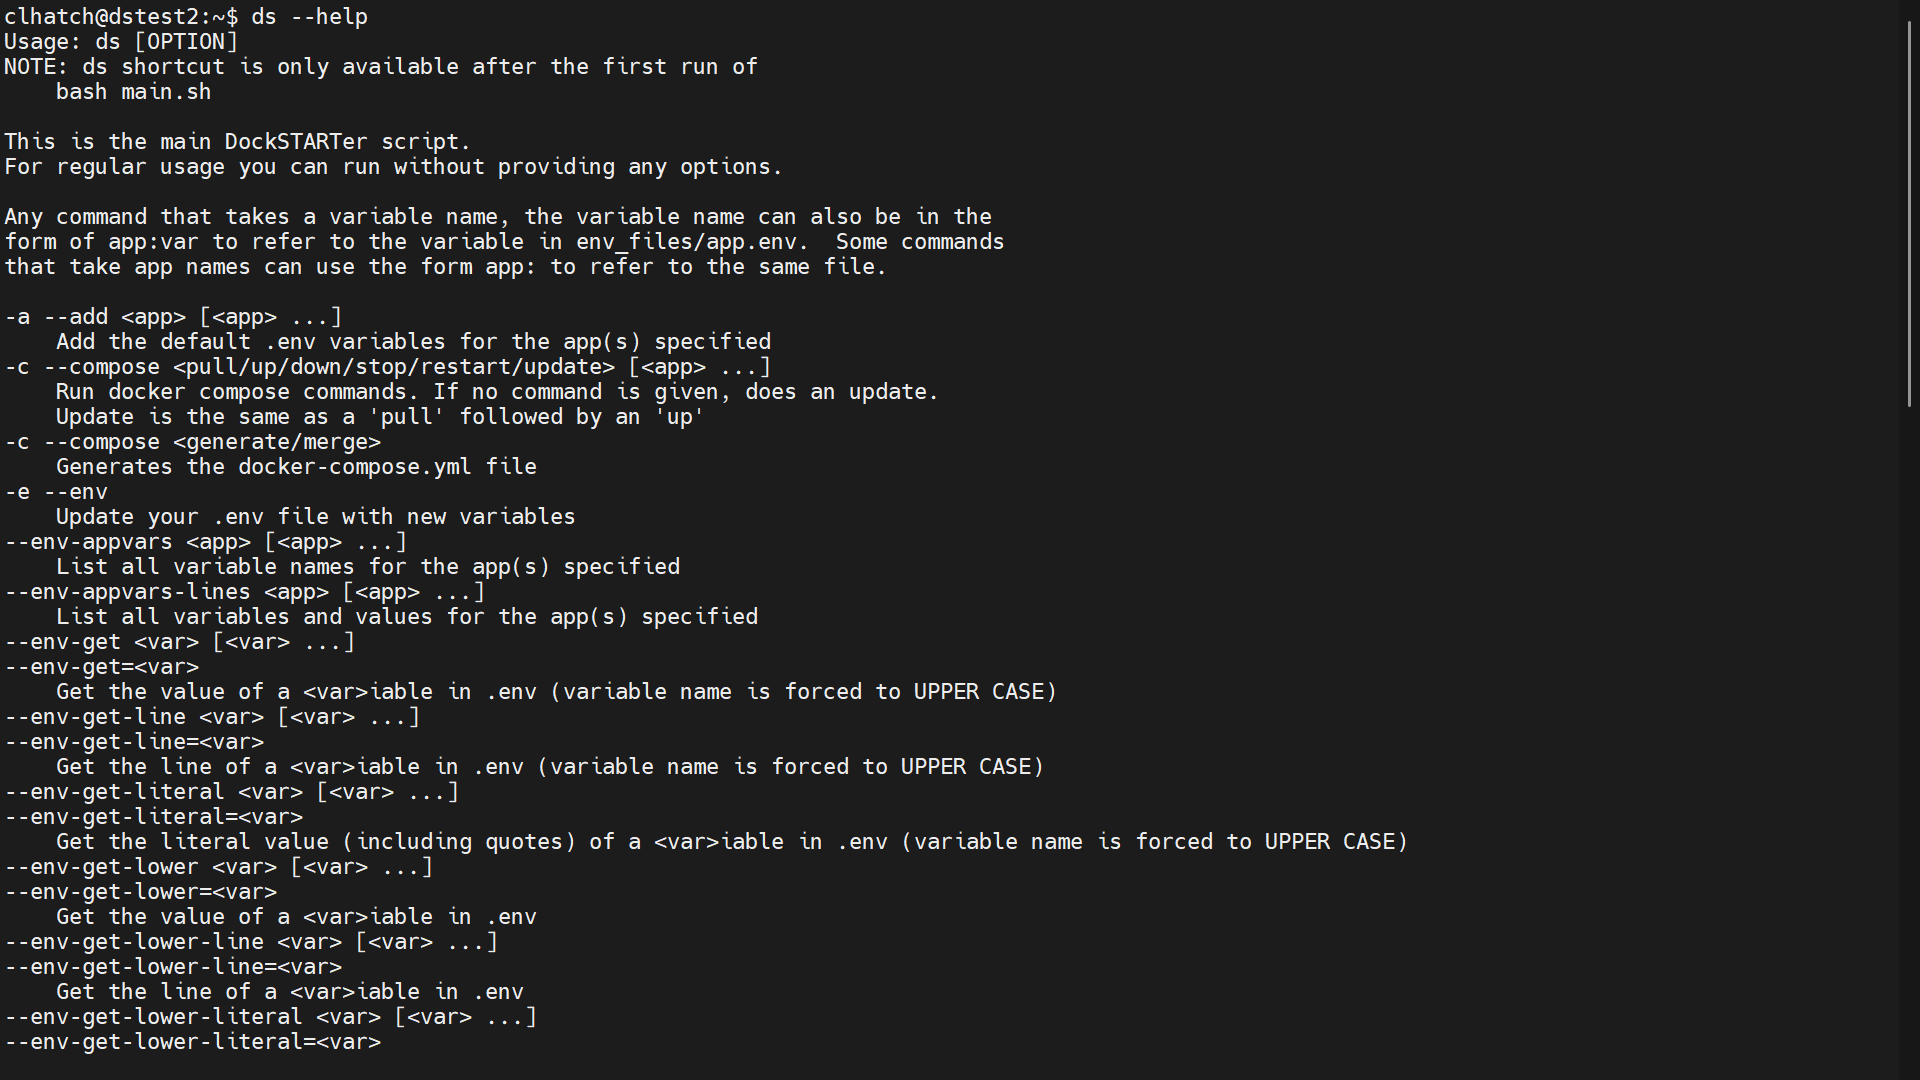 clhatch@dstest2:~$ ds --help
Usage: ds [OPTION]
NOTE: ds shortcut is only available after the first run of
    bash main.sh

This is the main DockSTARTer script.
For regular usage you can run without providing any options.

Any command that takes a variable name, the variable name can also be in the
form of app:var to refer to the variable in env_files/app.env.  Some commands
that take app names can use the form app: to refer to the same file.

-a --add <app> [<app> ...]
    Add the default .env variables for the app(s) specified
-c --compose <pull/up/down/stop/restart/update> [<app> ...]
    Run docker compose commands. If no command is given, does an update.
    Update is the same as a 'pull' followed by an 'up'
-c --compose <generate/merge>
    Generates the docker-compose.yml file
-e --env
    Update your .env file with new variables
--env-appvars <app> [<app> ...]
    List all variable names for the app(s) specified
--env-appvars-lines <app> [<app> ...]
    List all variables and values for the app(s) specified
--env-get <var> [<var> ...]
--env-get=<var>
    Get the value of a <var>iable in .env (variable name is forced to UPPER CASE)
--env-get-line <var> [<var> ...]
--env-get-line=<var>
    Get the line of a <var>iable in .env (variable name is forced to UPPER CASE)
--env-get-literal <var> [<var> ...]
--env-get-literal=<var>
    Get the literal value (including quotes) of a <var>iable in .env (variable name is forced to UPPER CASE)
--env-get-lower <var> [<var> ...]
--env-get-lower=<var>
    Get the value of a <var>iable in .env
--env-get-lower-line <var> [<var> ...]
--env-get-lower-line=<var>
    Get the line of a <var>iable in .env
--env-get-lower-literal <var> [<var> ...]
--env-get-lower-literal=<var>